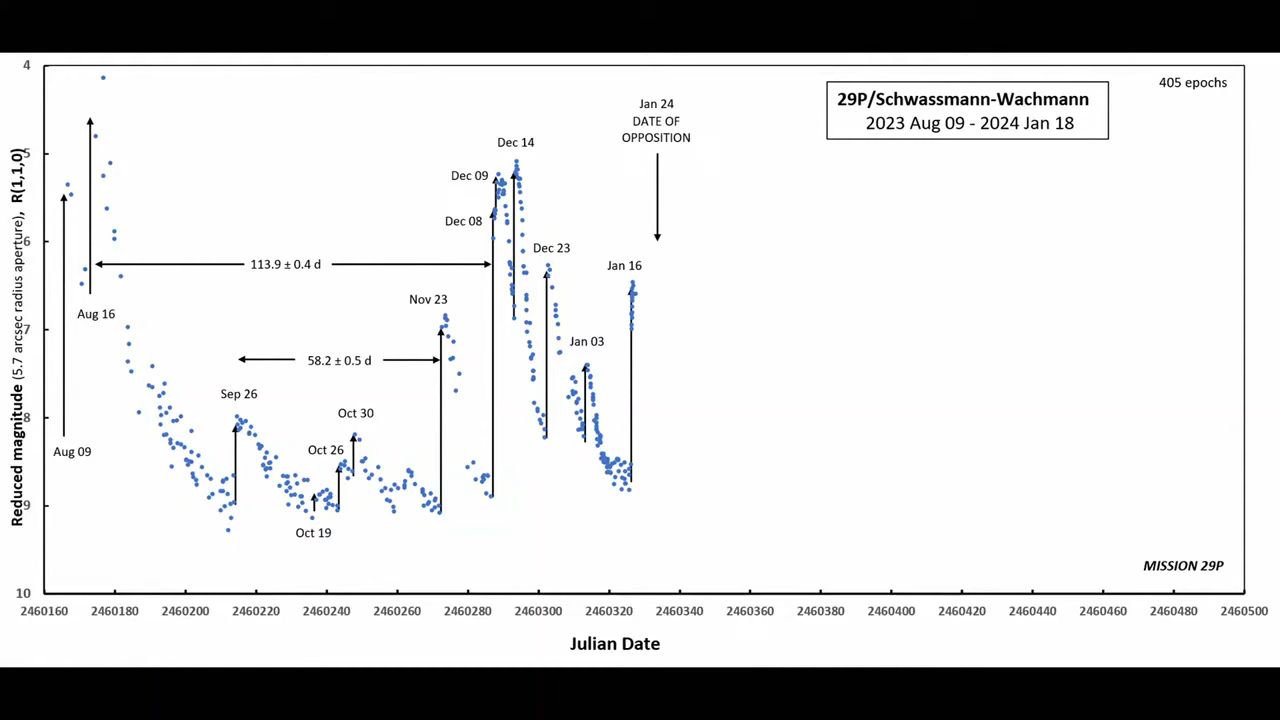 4
405 epochs
29P/Schwassmann-Wachmann
2023 Aug 09 - 2024 Jan 18
Jan 24
DATE OF
OPPOSITION
Dec 14
5
Dec 09
Dec 08
6
Dec 23
113.9 ± 0.4 d
Jan 16
Nov 23
Aug 16
7
Jan 03
58.2 ± 0.5 d
Sep 26
Oct 30
8
Oct 26
Aug 09
9
Oct 19
MISSION 29P
10
Reduced magnitude (5.7 arcsec radius aperture), R(1,1,0)
2460160 2460180 2460200 2460220 2460240 2460260 2460280 2460300 2460320 2460340 2460360 2460380 2460400 2460420 2460440 2460460 2460480 2460500
Julian Date